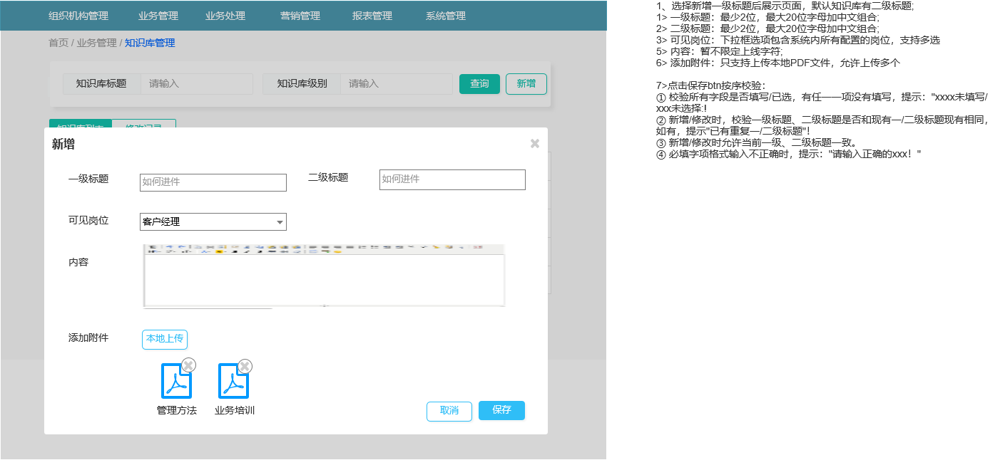 组织机构管理 业务管理 业务处理 营销管理 报表管理 系统管理
首页 / 业务管理 / 知识库管理
知识库标题 请输入 知识库级别 请输入 查询 新增
知识库列表 修改记录
新增
一级标题 如何进件 二级标题 如何进件
可见岗位 客户经理
内容
添加附件 本地上传
管理方法 业务培训
取消 保存
1、选择新增一级标题后展示页面，默认知识库有二级标题;
1> 一级标题：最少2位，最大20位字母加中文组合;
2> 二级标题：最少2位，最大20位字母加中文组合;
3> 可见岗位：下拉框选项包含系统内所有配置的岗位，支持多选
5> 内容：暂不限定上线字符;
6> 添加附件：只支持上传本地PDF文件，允许上传多个
7>点击保存btn按序校验：
① 校验所有字段是否填写/已选，有任一一项没有填写，提示："xxxx未填写/
xxx未选择;!
② 新增/修改时，校验一级标题、二级标题是否和现有一/二级标题现有相同，
如有，提示"已有重复一/二级标题"！
③ 新增/修改时允许当前一级、二级标题一致。
④ 必填字项格式输入不正确时，提示："请输入正确的xxx！"